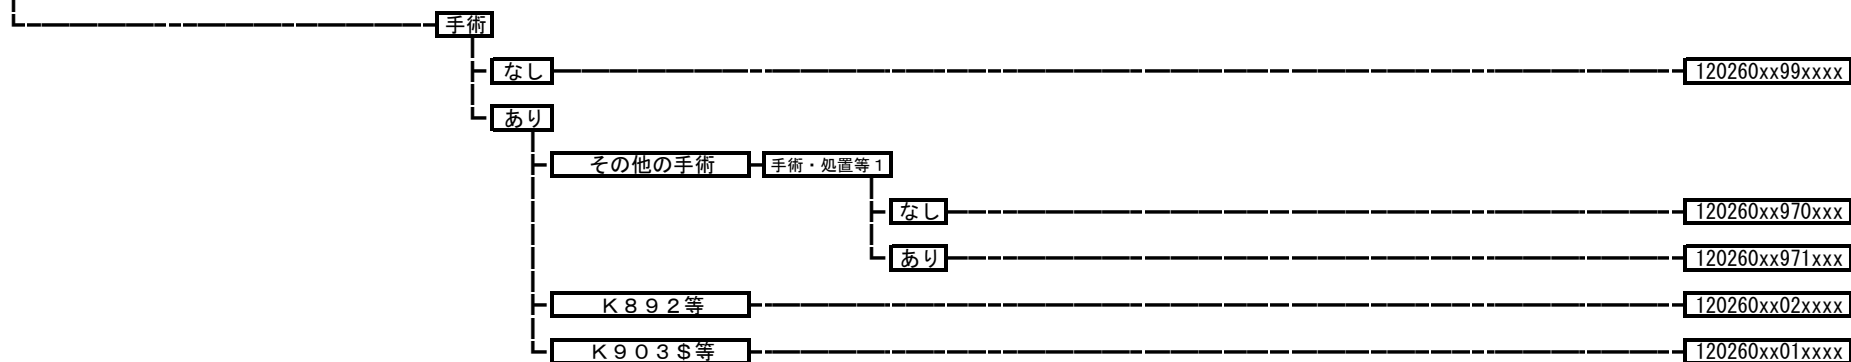 手術
なし 120260xx99xxxx
あり
その他の手術 手術・処置等１
なし 120260xx970xxx
あり 120260xx971xxx
Ｋ８９２等 120260xx02xxxx
Ｋ９０３＄等 120260xx01xxxx